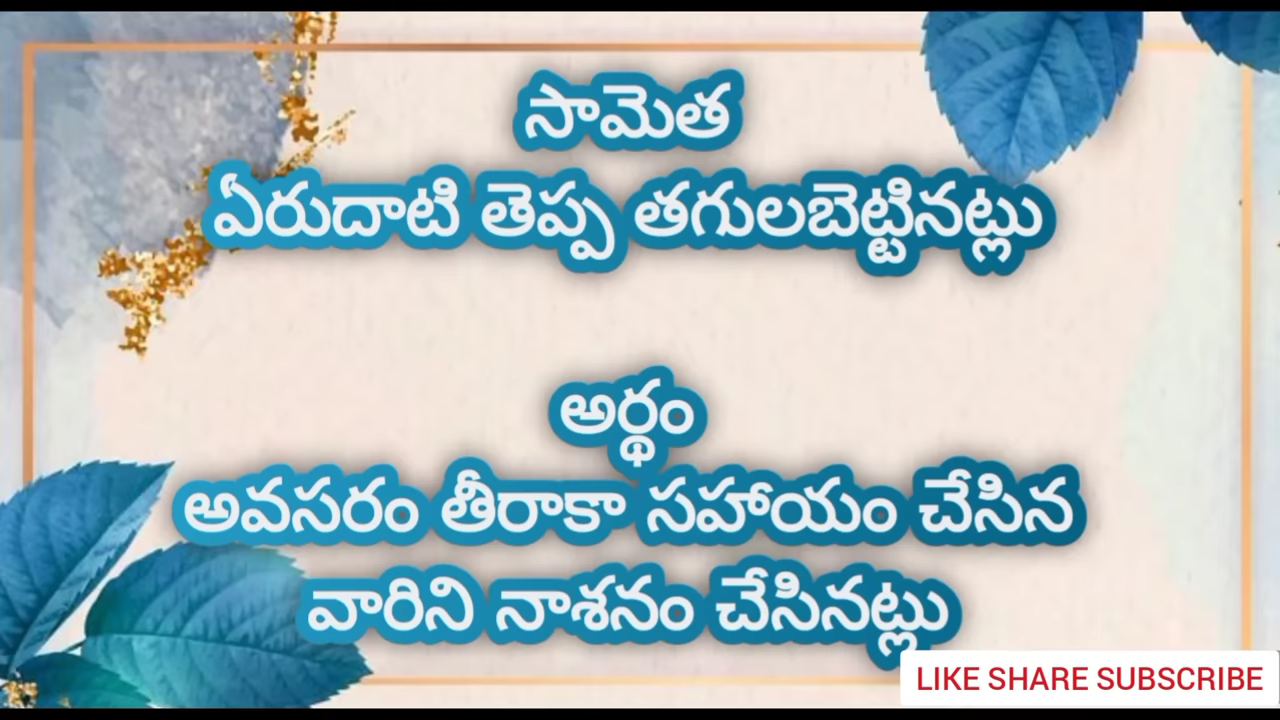 సామెత
ఏరుదాటి తెప్ప తగులబెట్టినట్లు
అర్థం
అవసరం తీరాకా సహాయం చేసిన
వారిని నాశనం చేసినట్లు
LIKE SHARE SUBSCRIBE